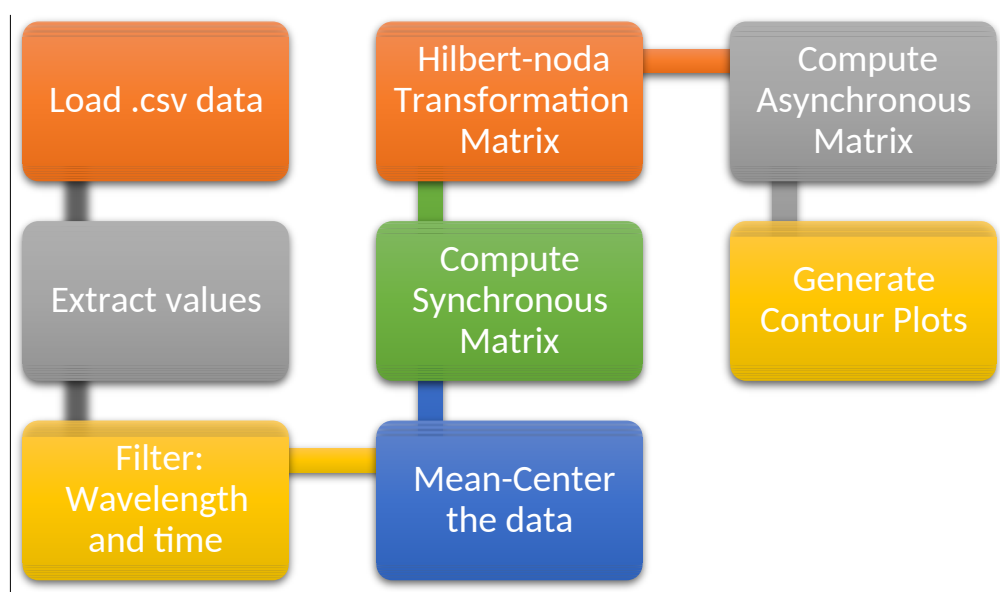 Load .csv data
Extract values
Filter:
Wavelength
and time
Mean-Center
the data
Compute
Synchronous
Matrix
Hilbert-noda
Transformation
Matrix
Compute
Asynchronous
Matrix
Generate
Contour Plots